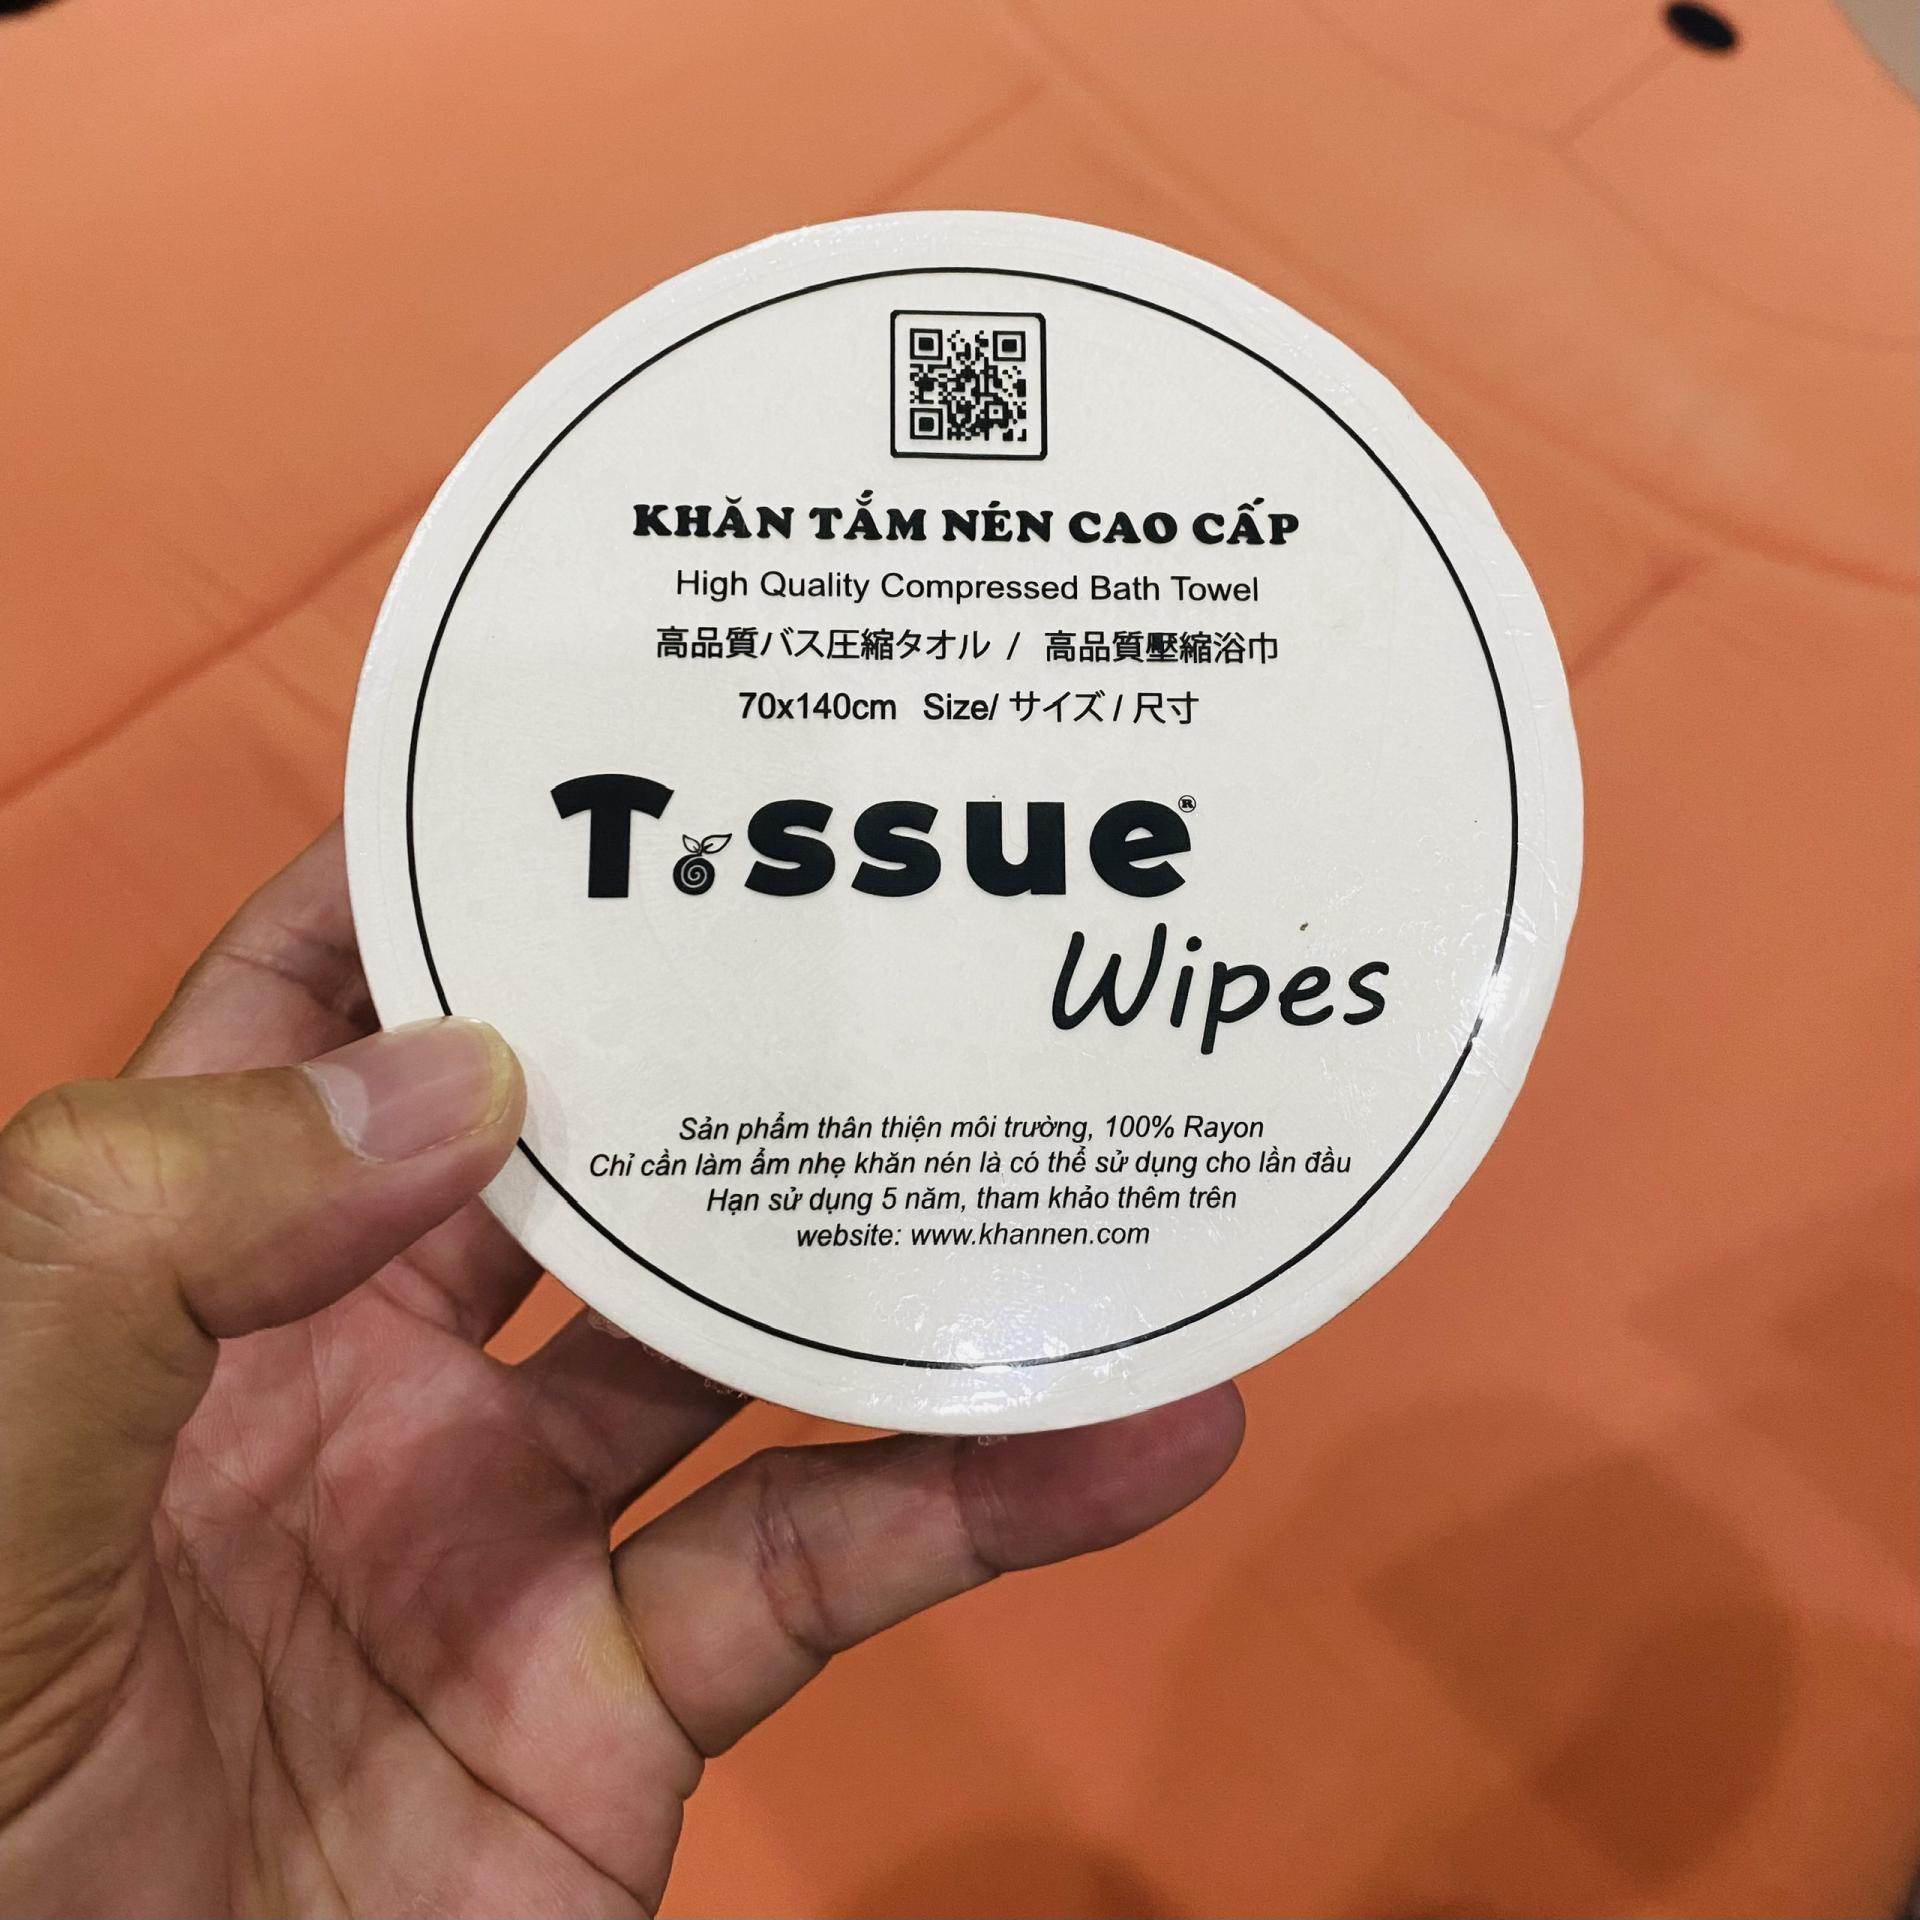 KHĂN TẮM NÉN CAO CẤP
High Quality Compressed Bath Towel
高品質バス圧縮タオル / 高品質壓縮浴巾
70x140cm Size/ サイズ / 尺寸
Tissue®
Wipes
Sản phẩm thân thiện môi trường, 100% Rayon
Chỉ cần làm ẩm nhẹ khăn nén là có thể sử dụng cho lần đầu
Hạn sử dụng 5 năm, tham khảo thêm trên
website: www.khannen.com